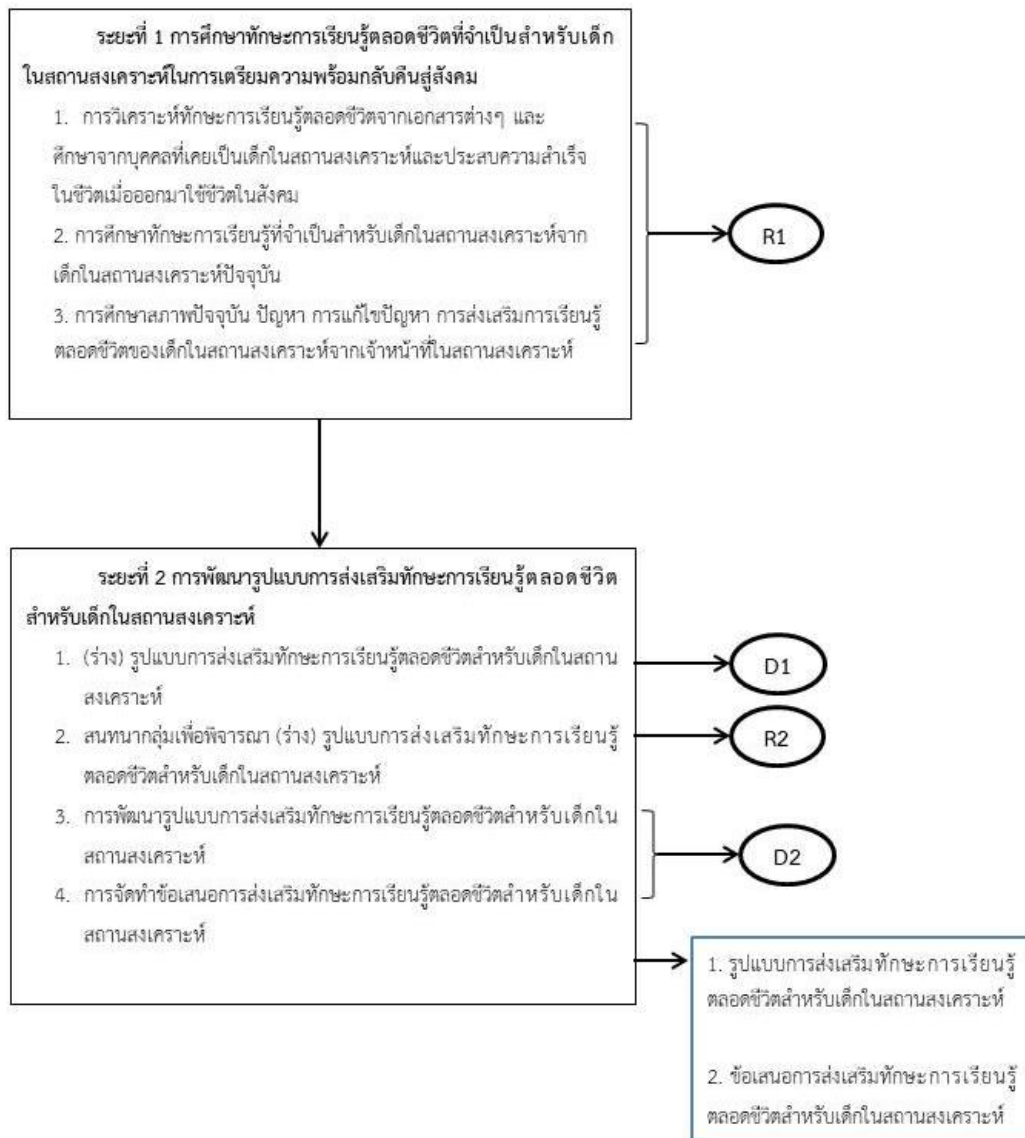 ระยะที่ 1 การศึกษาทักษะการเรียนรู้ตลอดชีวิตที่จำเป็นสำหรับเด็ก
ในสถานสงเคราะห์ในการเตรียมความพร้อมกลับคืนสู่สังคม
1. การวิเคราะห์ทักษะการเรียนรู้ตลอดชีวิตจากเอกสารต่างๆ และ
ศึกษาจากบุคคลที่เคยเป็นเด็กในสถานสงเคราะห์และประสบความสำเร็จ
ในชีวิตเมื่อออกมาใช้ชีวิตในสังคม
2. การศึกษาทักษะการเรียนรู้ที่จำเป็นสำหรับเด็กในสถานสงเคราะห์จาก
เด็กในสถานสงเคราะห์ปัจจุบัน
3. การศึกษาสภาพปัจจุบัน ปัญหา การแก้ไขปัญหา การส่งเสริมการเรียนรู้
ตลอดชีวิตของเด็กในสถานสงเคราะห์จากเจ้าหน้าที่ในสถานสงเคราะห์
R1
ระยะที่ 2 การพัฒนารูปแบบการส่งเสริมทักษะการเรียนรู้ตลอดชีวิต
สำหรับเด็กในสถานสงเคราะห์
1. (ร่าง) รูปแบบการส่งเสริมทักษะการเรียนรู้ตลอดชีวิตสำหรับเด็กในสถาน
สงเคราะห์
D1
2. สนทนากลุ่มเพื่อพิจารณา (ร่าง) รูปแบบการส่งเสริมทักษะการเรียนรู้
ตลอดชีวิตสำหรับเด็กในสถานสงเคราะห์
R2
3. การพัฒนารูปแบบการส่งเสริมทักษะการเรียนรู้ตลอดชีวิตสำหรับเด็กใน
สถานสงเคราะห์
4. การจัดทำข้อเสนอการส่งเสริมทักษะการเรียนรู้ตลอดชีวิตสำหรับเด็กใน
สถานสงเคราะห์
D2
1. รูปแบบการส่งเสริมทักษะการเรียนรู้
ตลอดชีวิตสำหรับเด็กในสถานสงเคราะห์
2. ข้อเสนอการส่งเสริมทักษะการเรียนรู้
ตลอดชีวิตสำหรับเด็กในสถานสงเคราะห์